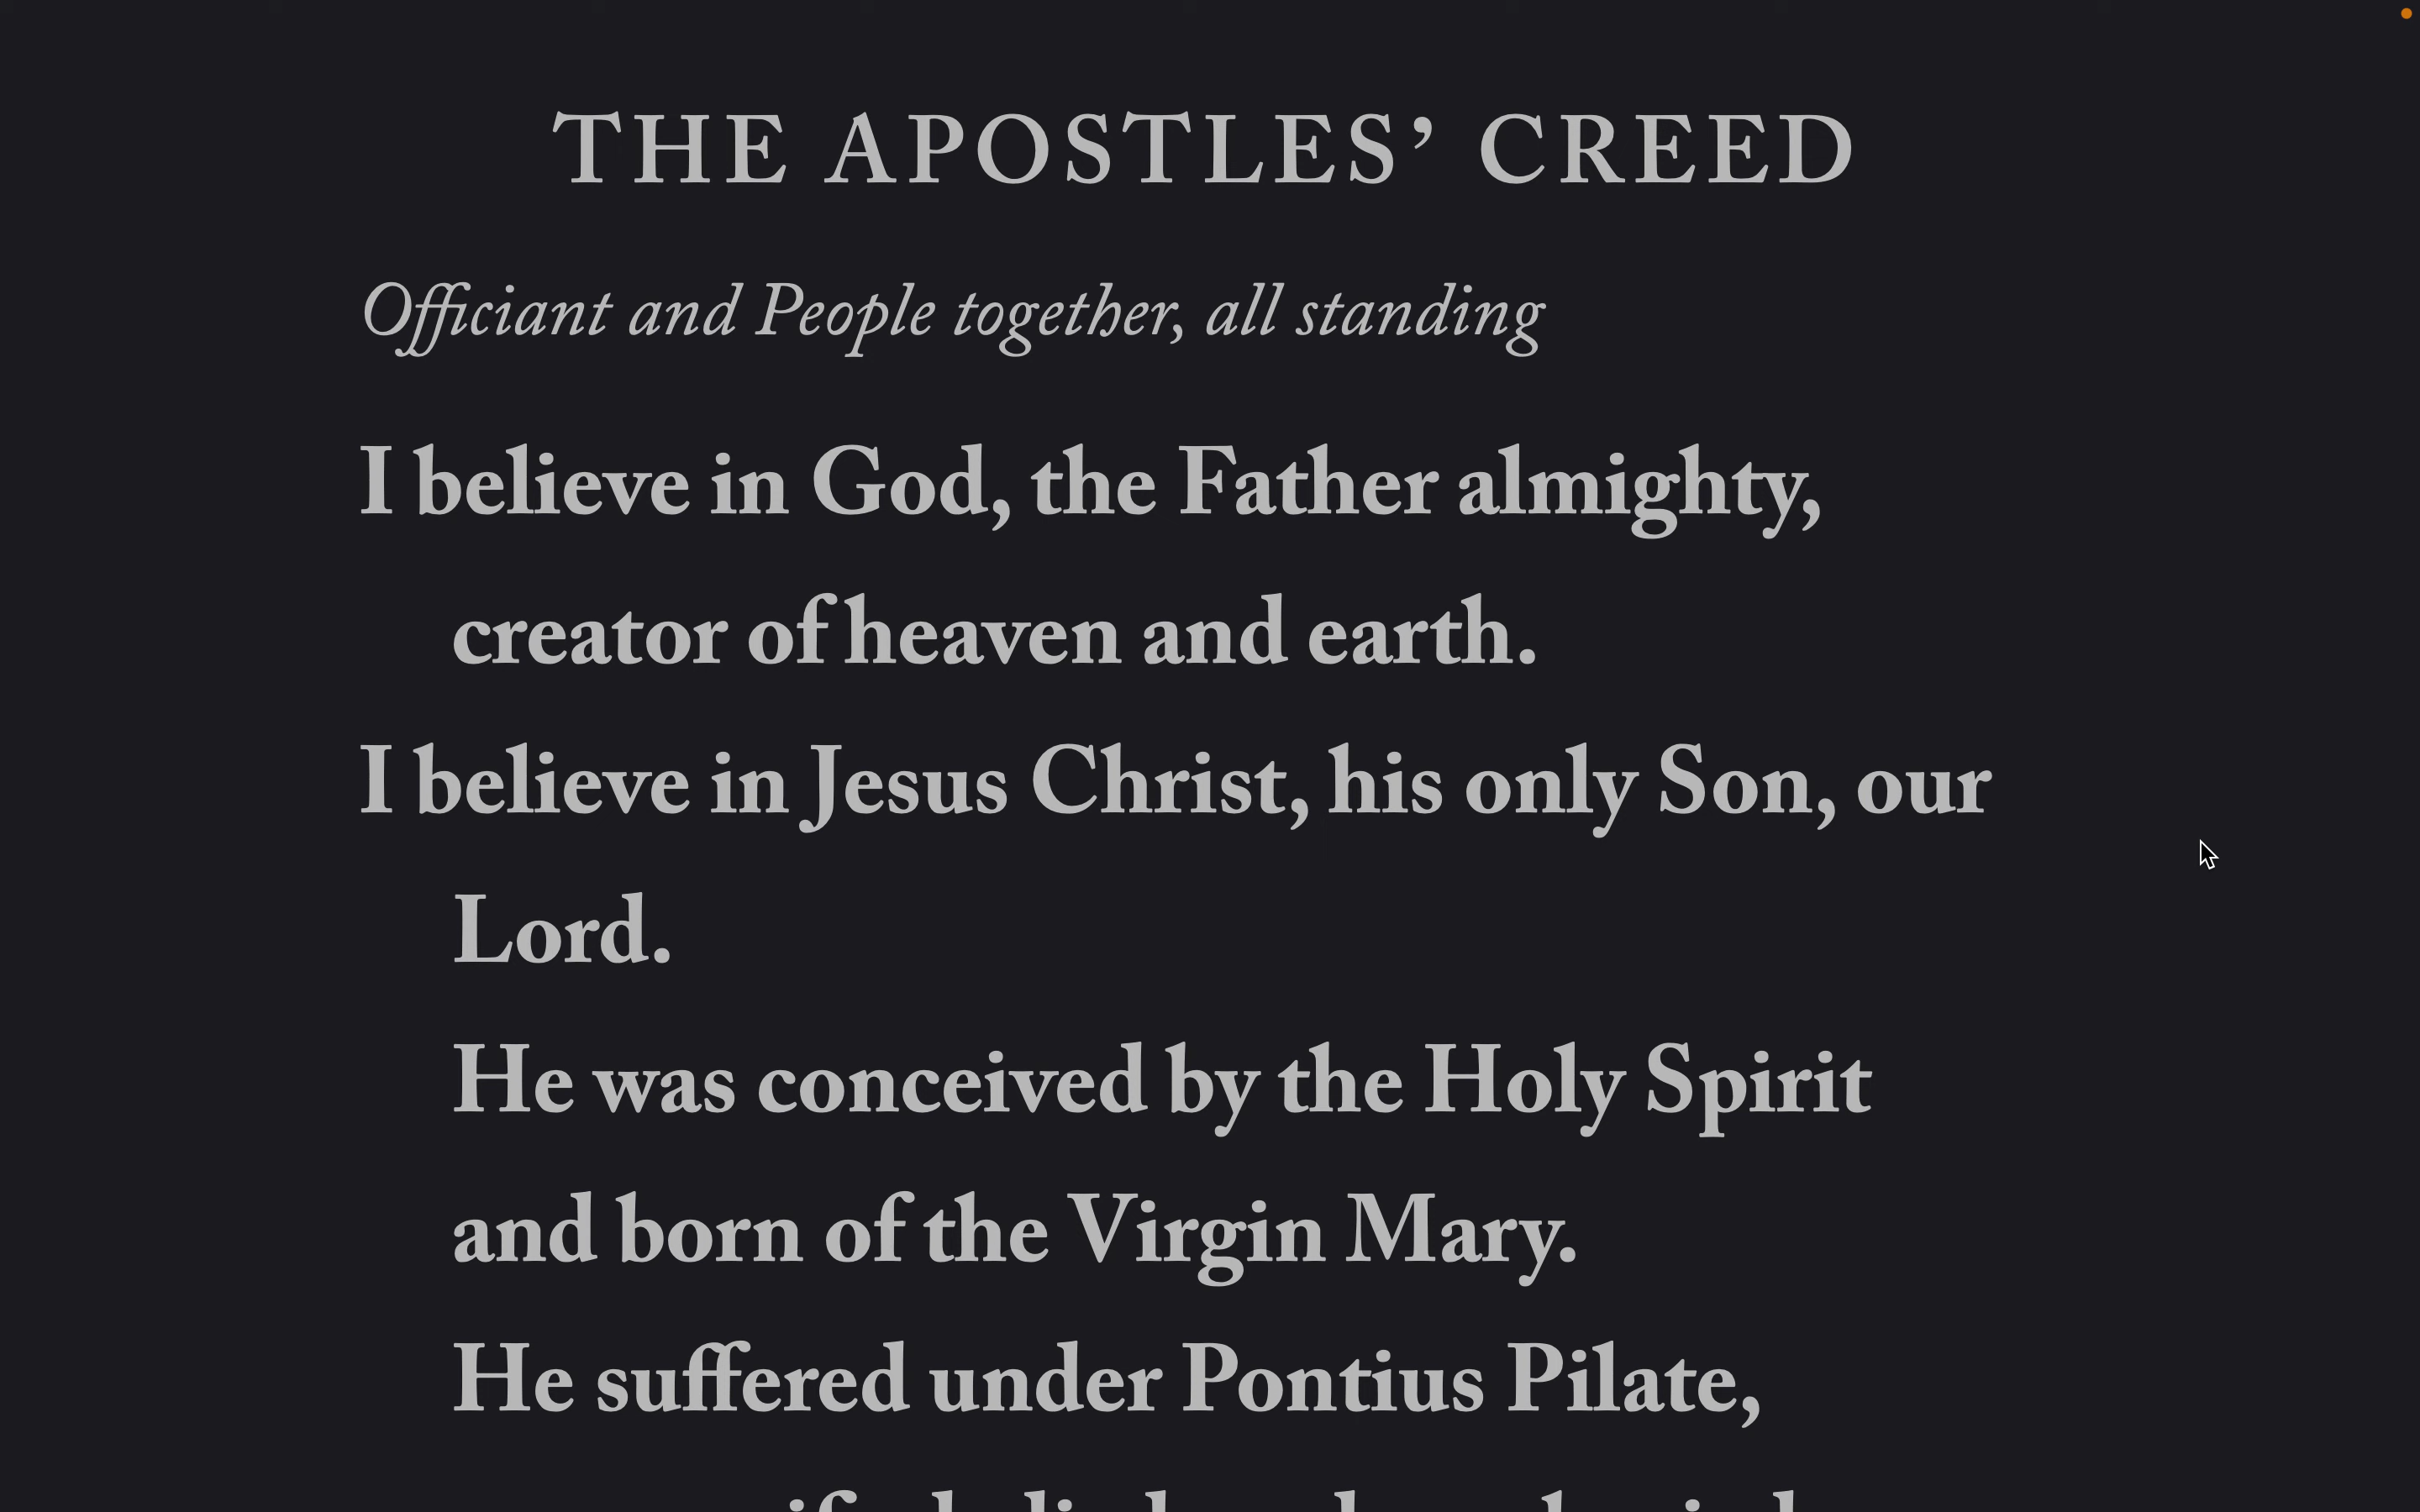 THE APOSTLES’ CREED
Officiant and People together, all standing
I believe in God, the Father almighty,
creator of heaven and earth.
I believe in Jesus Christ, his only Son, our
Lord.
He was conceived by the Holy Spirit
and born of the Virgin Mary.
He suffered under Pontius Pilate,